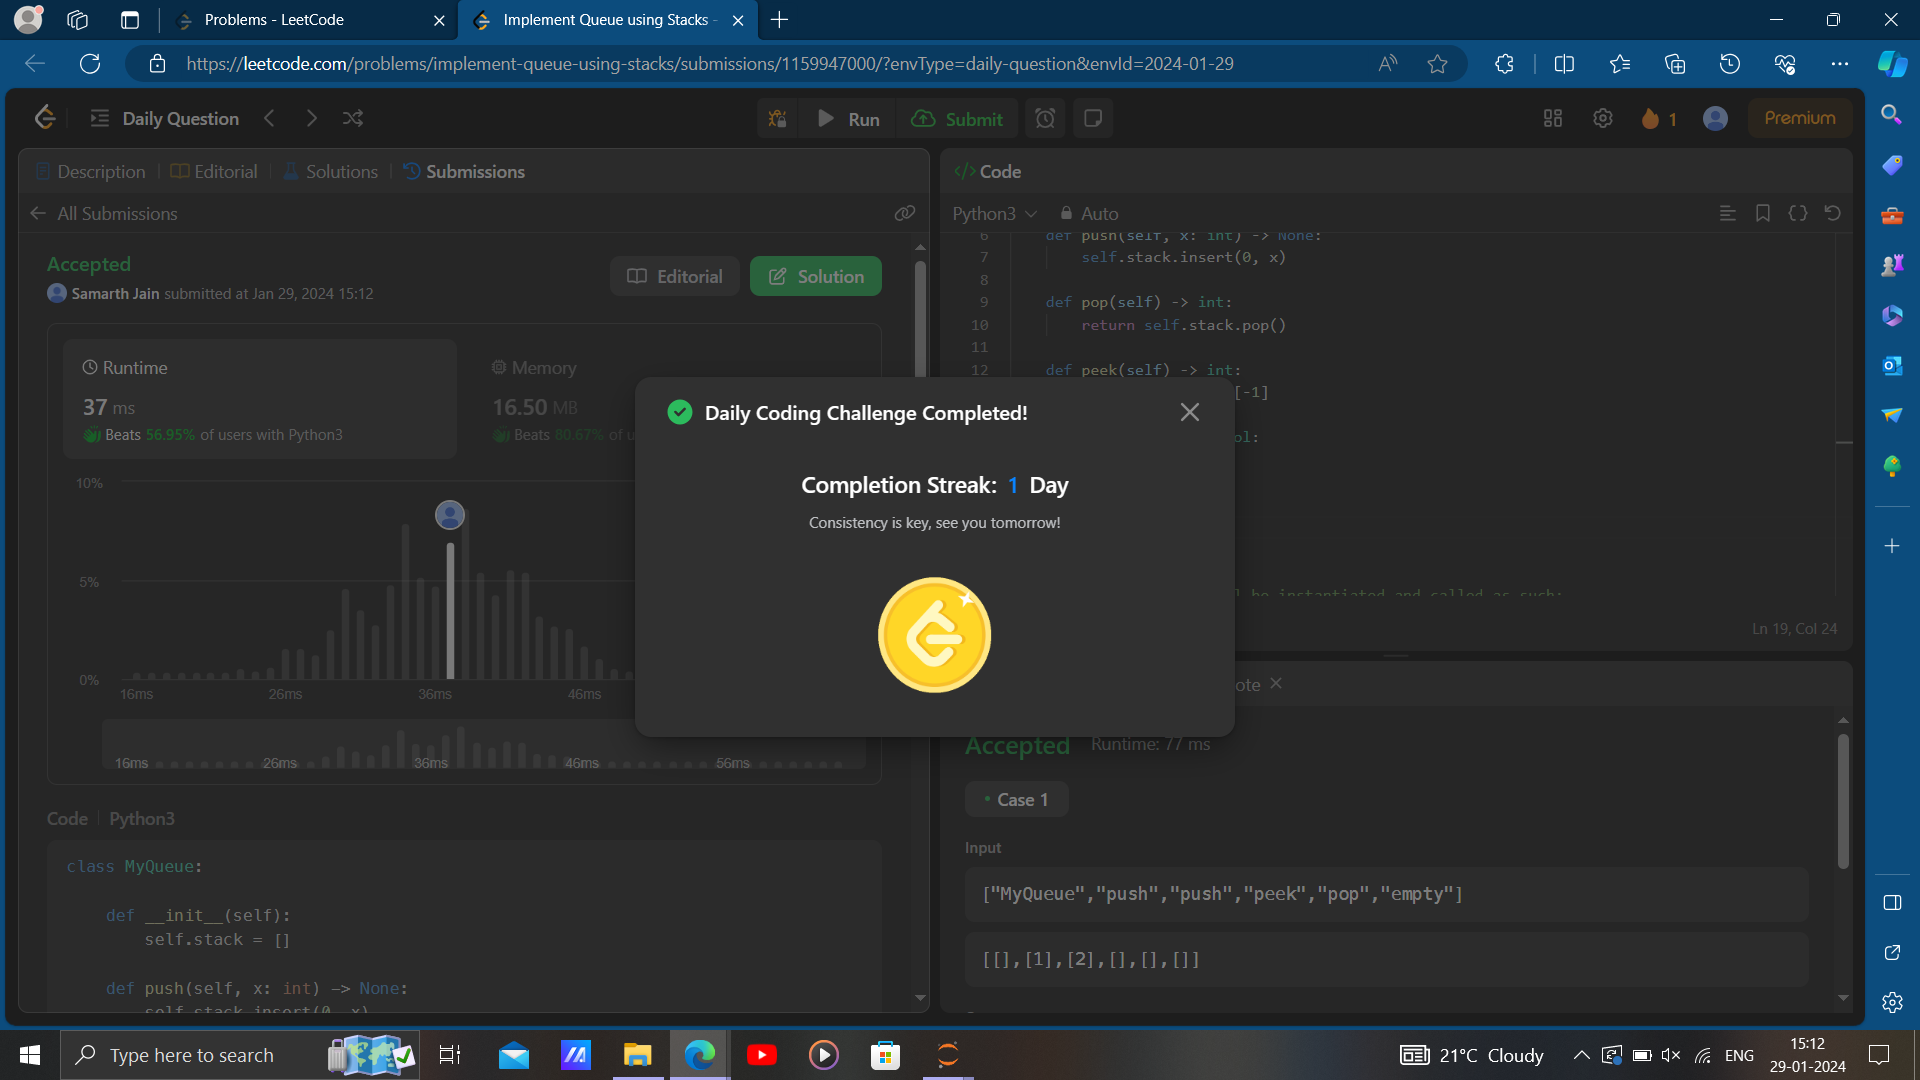 Problems - LeetCode
Implement Queue using Stacks -
https://leetcode.com/problems/implement-queue-using-stacks/submissions/1159947000/?envType=daily-question&envId=2024-01-29
Daily Question
Run
Submit
1
Premium
Description
Editorial
Solutions
Submissions
All Submissions
Accepted
Samarth Jain submitted at Jan 29, 2024 15:12
Editorial
Solution
Runtime
37 ms
Beats 56.95% of users with Python3
Memory
16.50 MB
Beats 80.67% of u
10%
5%
0%
16ms
26ms
36ms
46ms
16ms
26ms
36ms
46ms
56ms
Code
Python3
class MyQueue:
def __init__(self):
self.stack = []
def push(self, x: int) -> None:
self.stack.insert(0, x)
</> Code
Python3
Auto
6 def push(self, x: int) -> None:
7 self.stack.insert(0, x)
8
9 def pop(self) -> int:
10 return self.stack.pop()
11
12 def peek(self) -> int:
[-1]
ol:
l be instantiated and called as such:
Ln 19, Col 24
Daily Coding Challenge Completed!
Completion Streak: 1 Day
Consistency is key, see you tomorrow!
ote
Accepted
Runtime: 77 ms
Case 1
Input
["MyQueue","push","push","peek","pop","empty"]
[[],[1],[2],[],[],[]]
Type here to search
21°C Cloudy
ENG
15:12
29-01-2024